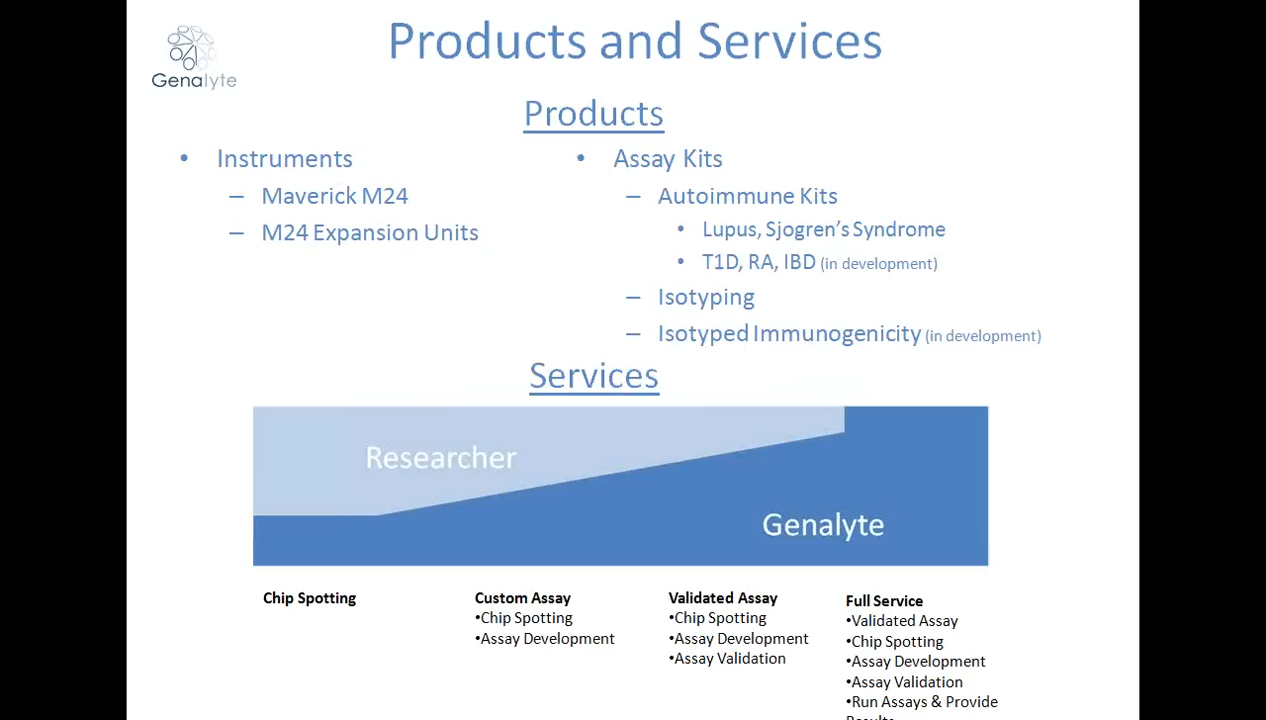 Genalyte
Products and Services
Products
• Instruments
– Maverick M24
– M24 Expansion Units
• Assay Kits
– Autoimmune Kits
• Lupus, Sjogren's Syndrome
• T1D, RA, IBD (in development)
– Isotyping
– Isotyped Immunogenicity (in development)
Services
Researcher
Genalyte
Chip Spotting
Custom Assay
•Chip Spotting
•Assay Development
Validated Assay
•Chip Spotting
•Assay Development
•Assay Validation
Full Service
•Validated Assay
•Chip Spotting
•Assay Development
•Assay Validation
•Run Assays & Provide